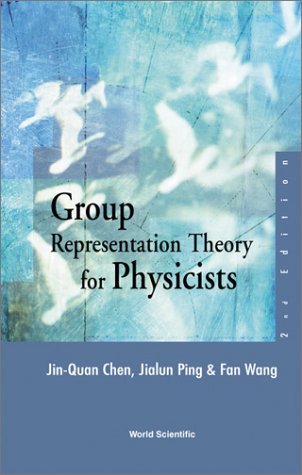 Group
Representation Theory
for Physicists
2nd Edition
Jin-Quan Chen, Jialun Ping & Fan Wang
World Scientific